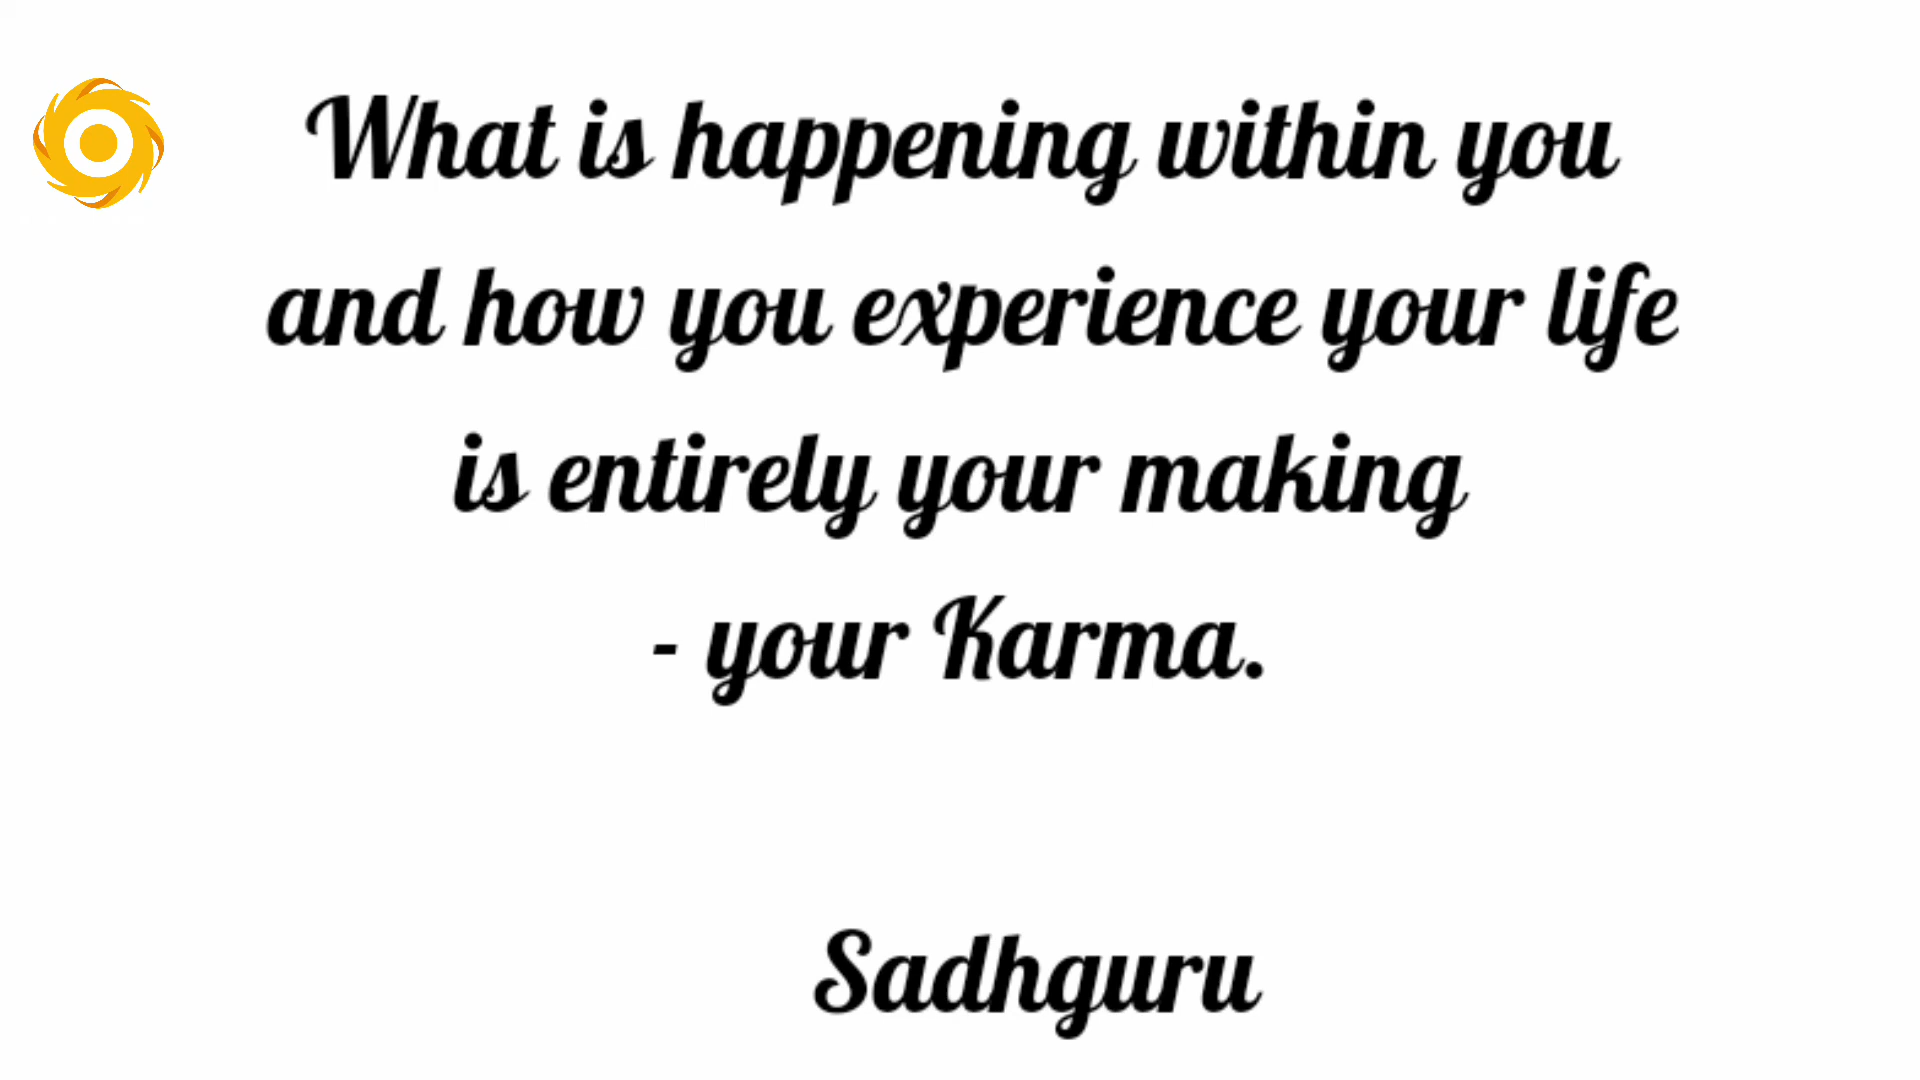 What is happening within you
and how you experience your life
is entirely your making
- your Karma.
Sadhguru